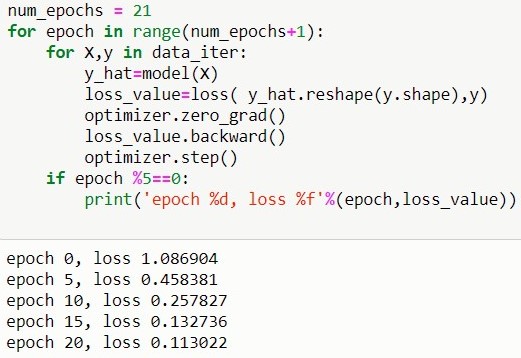 num_epochs = 21
for epoch in range(num_epochs+1):
    for X,y in data_iter:
        y_hat=model(X)
        loss_value=loss( y_hat.reshape(y.shape),y)
        optimizer.zero_grad()
        loss_value.backward()
        optimizer.step()
    if epoch %5==0:
        print('epoch %d, loss %f'%(epoch,loss_value))
epoch 0, loss 1.086904
epoch 5, loss 0.458381
epoch 10, loss 0.257827
epoch 15, loss 0.132736
epoch 20, loss 0.113022